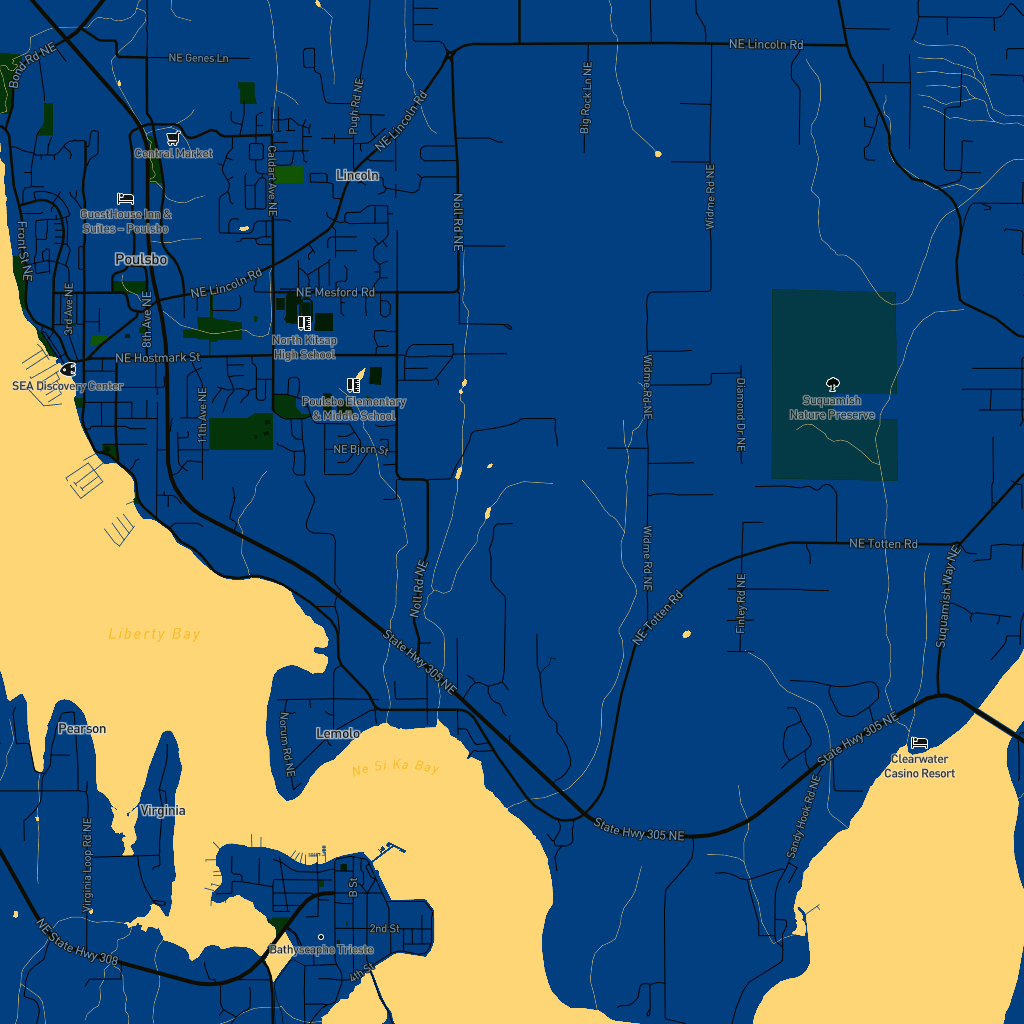 Bond Rd NE
NE Genes Ln
NE Lincoln Rd
Pugh Rd NE
Big Rock Ln NE
NE Lincoln Rd
Central Market
Caldart Ave NE
Lincoln
Widme Rd NE
GuestHouse Inn &
Suites – Poulsbo
Noll Rd NE
Front St NE
Poulsbo
NE Lincoln Rd
NE Mesford Rd
3rd Ave NE
8th Ave NE
North Kitsap
High School
NE Hostmark St
SEA Discovery Center
Poulsbo Elementary
& Middle School
11th Ave NE
Widme Rd NE
Diamond Dr NE
Suquamish
Nature Preserve
NE Bjorn St
Widme Rd NE
NE Totten Rd
Noll Rd NE
Finley Rd NE
Suquamish Way NE
NE Totten Rd
Liberty Bay
State Hwy 305 NE
Pearson
Norum Rd NE
Lemolo
State Hwy 305 NE
Ne Si Ka Bay
Clearwater
Casino Resort
Virginia
Virginia Loop Rd NE
State Hwy 305 NE
Sandy Hook Rd NE
B St
2nd St
NE State Hwy 308
Bathyscaphe Trieste
4th St